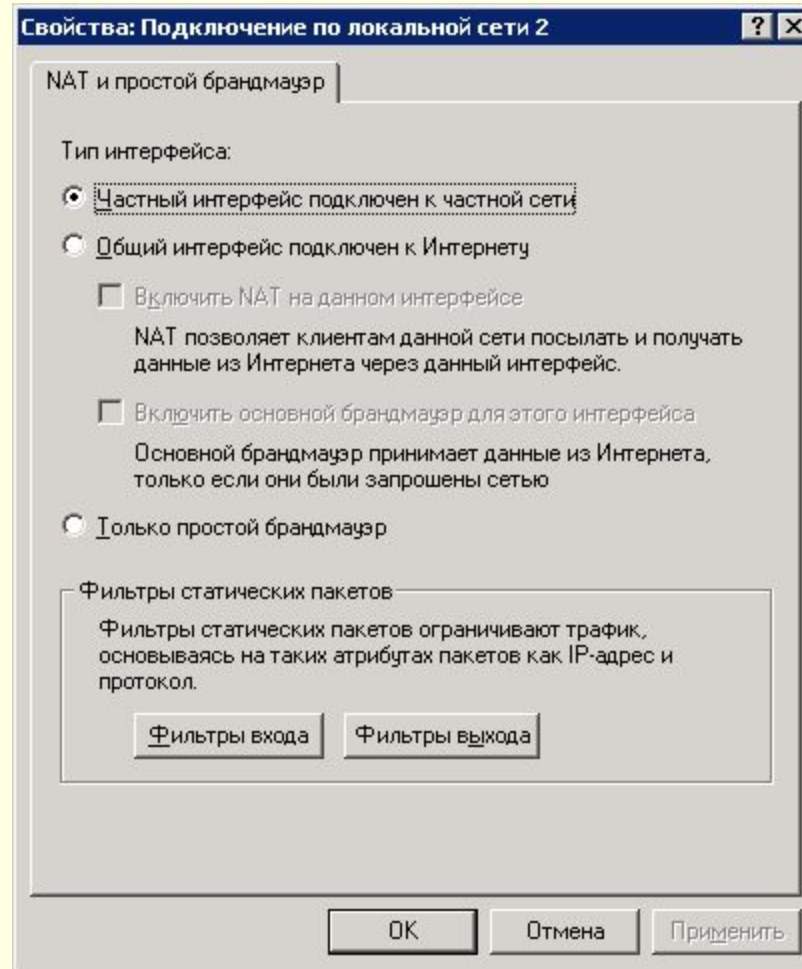 Свойства: Подключение по локальной сети 2
NAT и простой брандмауэр
Тип интерфейса:
Частный интерфейс подключен к частной сети
Общий интерфейс подключен к Интернету
Включить NAT на данном интерфейсе
NAT позволяет клиентам данной сети посылать и получать
данные из Интернета через данный интерфейс.
Включить основной брандмауэр для этого интерфейса
Основной брандмауэр принимает данные из Интернета,
только если они были запрошены сетью
Только простой брандмауэр
Фильтры статических пакетов
Фильтры статических пакетов ограничивают трафик,
основываясь на таких атрибутах пакетов как IP-адрес и
протокол.
Фильтры входа Фильтры выхода
OK Отмена Применить